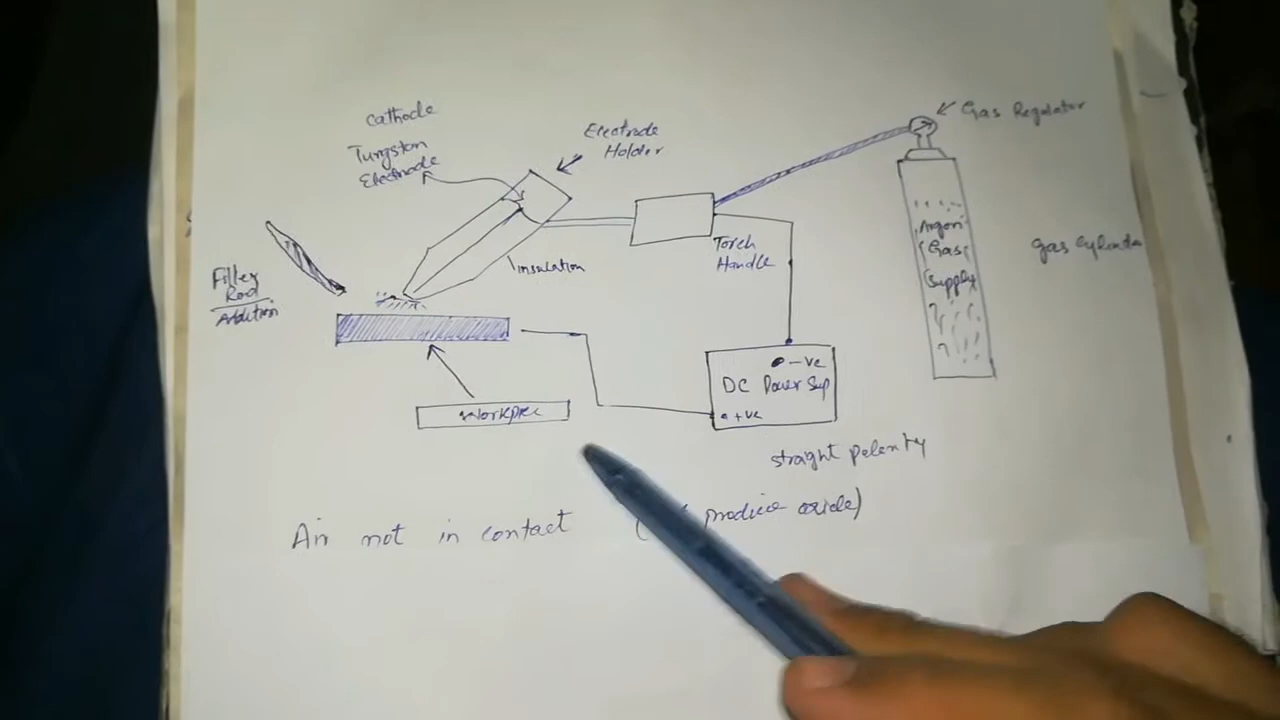 Cathode
Tungston
Electrode
Electrode
Holder
Gas Regulator
Filler
Rod
Addition
Insulation
Torch
Handle
Argon
Gas
Supply
Gas Cylinder
- ve
DC Power Sup
+ve
Workpiec
straight polarity
Air not in contact ( produce oxide)